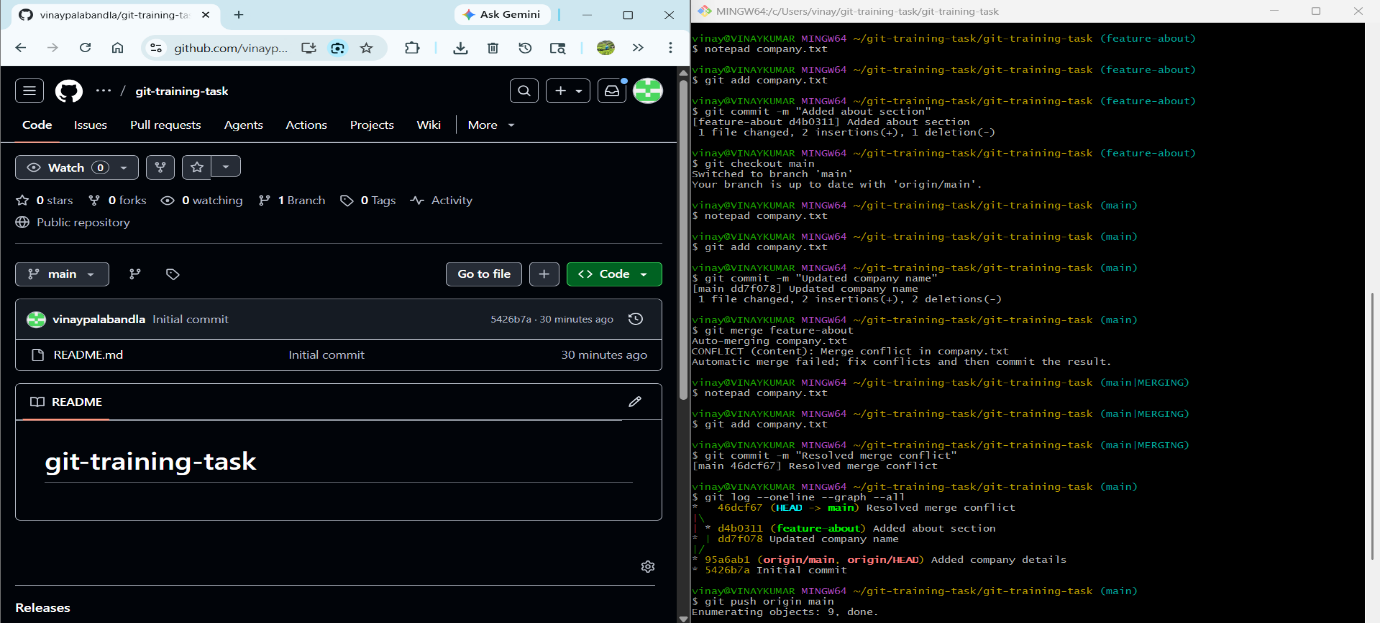 vinaypalabandla/git-training-tas
Ask Gemini
github.com/vinayp...
... / git-training-task
Code Issues Pull requests Agents Actions Projects Wiki More
Watch 0
0 stars 0 forks 0 watching 1 Branch 0 Tags Activity
Public repository
main Go to file Code
vinaypalabandla Initial commit 5426b7a · 30 minutes ago
README.md Initial commit 30 minutes ago
README
git-training-task
Releases
MINGW64:/c/Users/vinay/git-training-task/git-training-task
vinay@VINAYKUMAR MINGW64 ~/git-training-task/git-training-task (feature-about)
$ notepad company.txt
vinay@VINAYKUMAR MINGW64 ~/git-training-task/git-training-task (feature-about)
$ git add company.txt
vinay@VINAYKUMAR MINGW64 ~/git-training-task/git-training-task (feature-about)
$ git commit -m "Added about section"
[feature-about d4b0311] Added about section
1 file changed, 2 insertions(+), 1 deletion(-)
vinay@VINAYKUMAR MINGW64 ~/git-training-task/git-training-task (feature-about)
$ git checkout main
Switched to branch 'main'
Your branch is up to date with 'origin/main'.
vinay@VINAYKUMAR MINGW64 ~/git-training-task/git-training-task (main)
$ notepad company.txt
vinay@VINAYKUMAR MINGW64 ~/git-training-task/git-training-task (main)
$ git add company.txt
vinay@VINAYKUMAR MINGW64 ~/git-training-task/git-training-task (main)
$ git commit -m "Updated company name"
[main dd7f078] Updated company name
1 file changed, 2 insertions(+), 2 deletions(-)
vinay@VINAYKUMAR MINGW64 ~/git-training-task/git-training-task (main)
$ git merge feature-about
Auto-merging company.txt
CONFLICT (content): Merge conflict in company.txt
Automatic merge failed; fix conflicts and then commit the result.
vinay@VINAYKUMAR MINGW64 ~/git-training-task/git-training-task (main|MERGING)
$ notepad company.txt
vinay@VINAYKUMAR MINGW64 ~/git-training-task/git-training-task (main|MERGING)
$ git add company.txt
vinay@VINAYKUMAR MINGW64 ~/git-training-task/git-training-task (main|MERGING)
$ git commit -m "Resolved merge conflict"
[main 46dcf67] Resolved merge conflict
vinay@VINAYKUMAR MINGW64 ~/git-training-task/git-training-task (main)
$ git log --oneline --graph --all
*   46dcf67 (HEAD -> main) Resolved merge conflict
|\
| * d4b0311 (feature-about) Added about section
* | dd7f078 Updated company name
|/
* 95a6ab1 (origin/main, origin/HEAD) Added company details
* 5426b7a Initial commit
vinay@VINAYKUMAR MINGW64 ~/git-training-task/git-training-task (main)
$ git push origin main
Enumerating objects: 9, done.